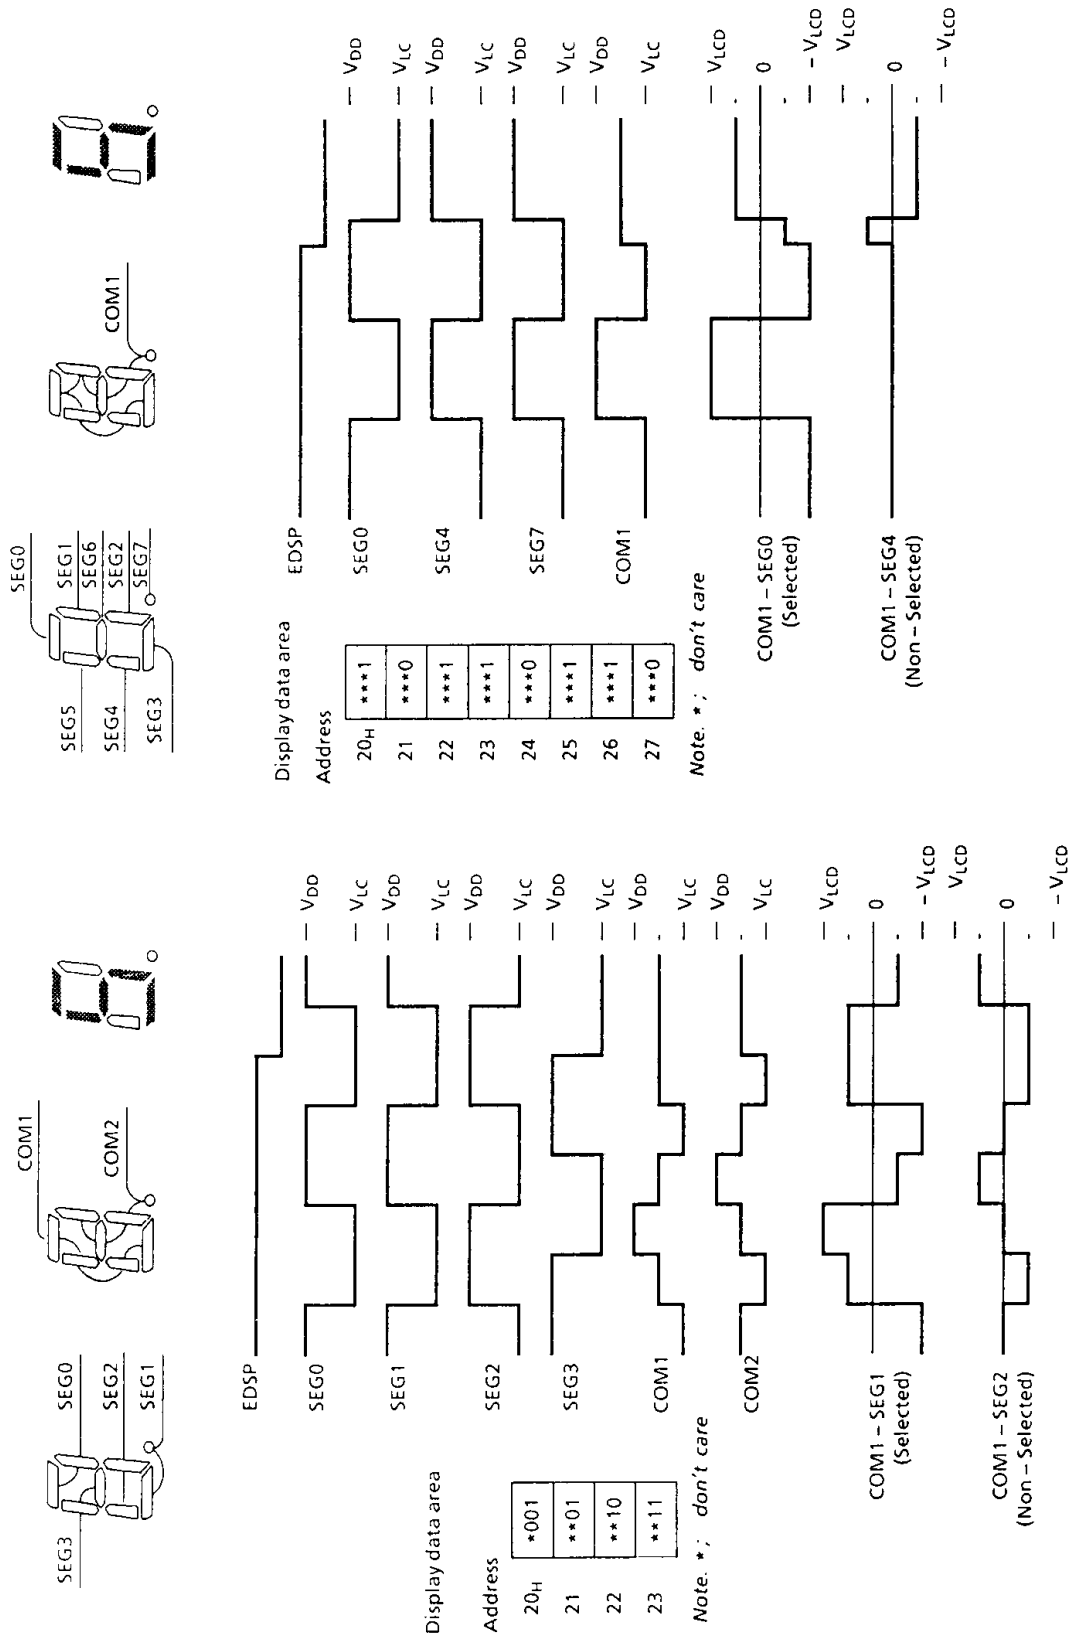 SEG3
SEG0
SEG2
SEG1
COM1
COM2
EDSP
SEG0
VDD
VLC
SEG1
VDD
VLC
SEG2
VDD
VLC
SEG3
VDD
VLC
COM1
VDD
VLC
COM2
VDD
VLC
Display data area
Address
20H *001
21 **01
22 **10
23 **11
Note. *; don't care
COM1 – SEG1
(Selected)
VLCD
0
– VLCD
COM1 – SEG2
(Non – Selected)
VLCD
0
– VLCD
SEG5
SEG4
SEG3
SEG0
SEG1
SEG6
SEG2
SEG7
COM1
EDSP
SEG0
VDD
VLC
SEG4
VDD
VLC
SEG7
VDD
VLC
COM1
VDD
VLC
Display data area
Address
20H ***1
21 ***0
22 ***1
23 ***1
24 ***0
25 ***1
26 ***1
27 ***0
Note. *; don't care
COM1 – SEG0
(Selected)
VLCD
0
– VLCD
COM1 – SEG4
(Non – Selected)
VLCD
0
– VLCD